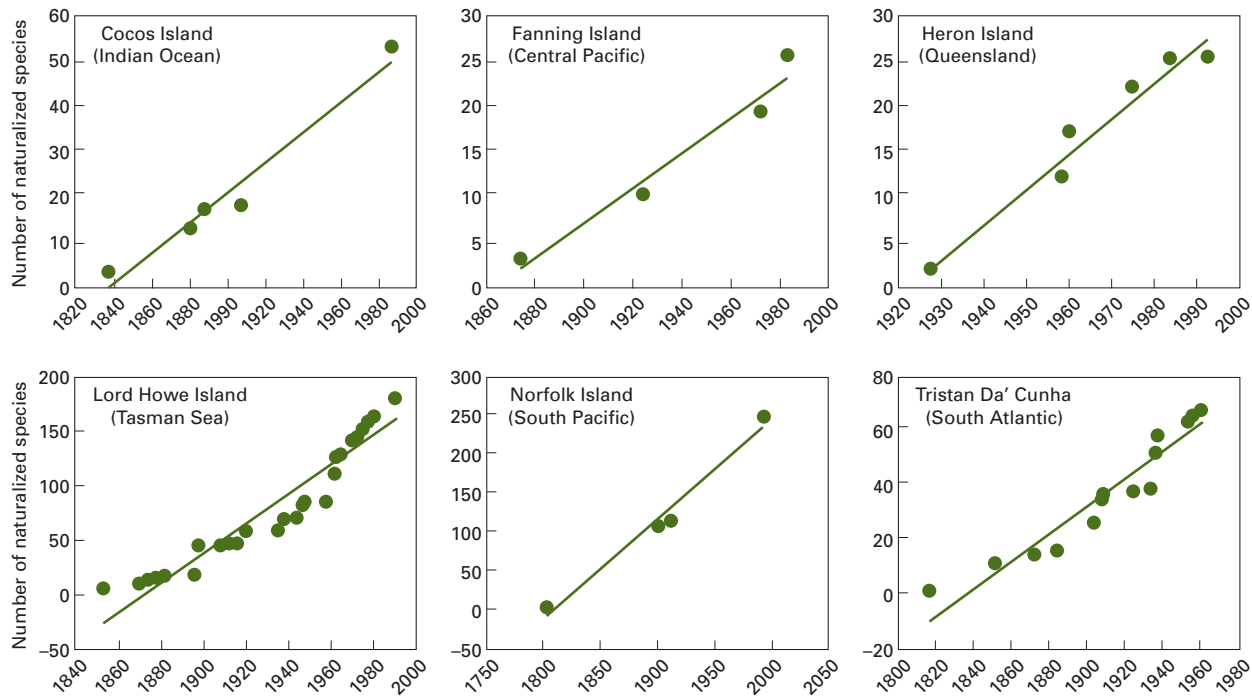 Number of naturalized species
Cocos Island
(Indian Ocean)
60
50
40
30
20
10
0
1820 1840 1860 1880 1900 1920 1940 1960 1980 2000
Fanning Island
(Central Pacific)
30
25
20
15
10
5
0
1860 1880 1900 1920 1940 1960 1980 2000
Heron Island
(Queensland)
30
25
20
15
10
5
0
1920 1930 1940 1950 1960 1970 1980 1990 2000
Number of naturalized species
Lord Howe Island
(Tasman Sea)
200
150
100
50
0
–50
1840 1860 1880 1900 1920 1940 1960 1980 2000
Norfolk Island
(South Pacific)
300
250
200
150
100
50
0
–50
1750 1800 1850 1900 1950 2000 2050
Tristan Da’ Cunha
(South Atlantic)
80
60
40
20
0
–20
1800 1820 1840 1860 1880 1900 1920 1940 1960 1980